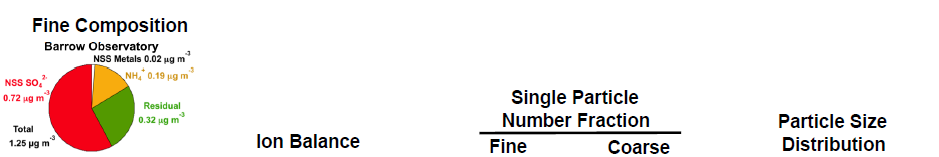 Fine Composition
Barrow Observatory
NSS Metals 0.02 µg m⁻³
NH₄⁺ 0.19 µg m⁻³
NSS SO₄²⁻
0.72 µg m⁻³
Residual
0.32 µg m⁻³
Total
1.25 µg m⁻³
Ion Balance
Single Particle
Number Fraction
Fine Coarse
Particle Size
Distribution